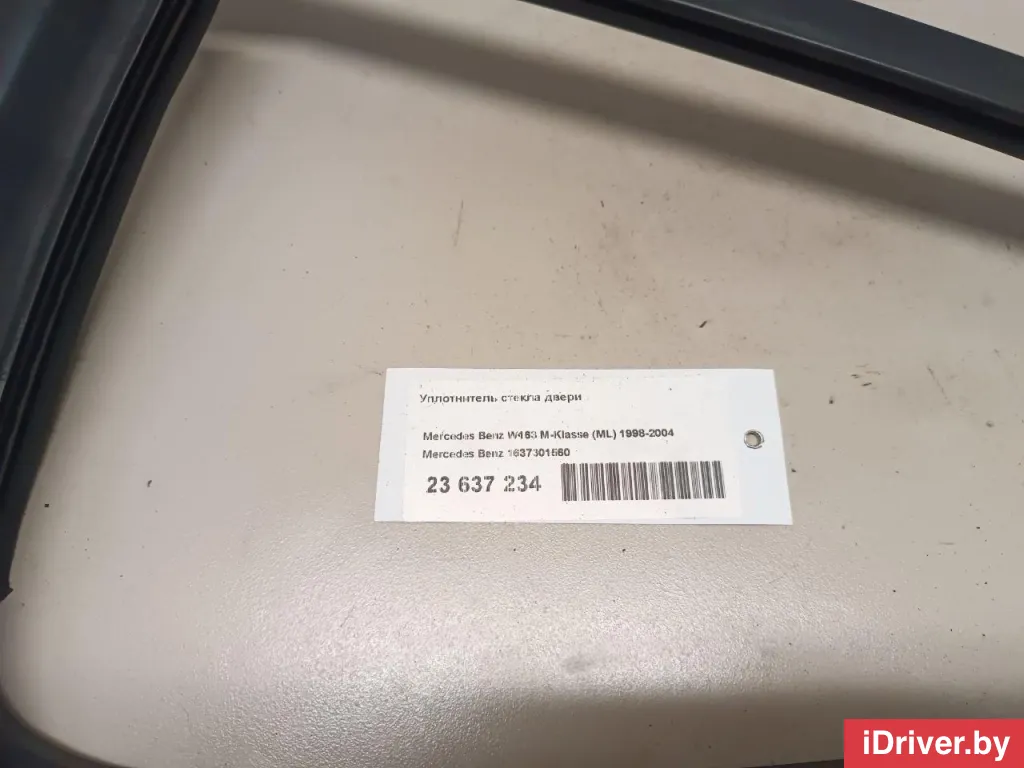 Уплотнитель стекла двери
Mercedes Benz W163 M-Klasse (ML) 1998-2004
Mercedes Benz 1637301560
23 637 234
iDriver.by